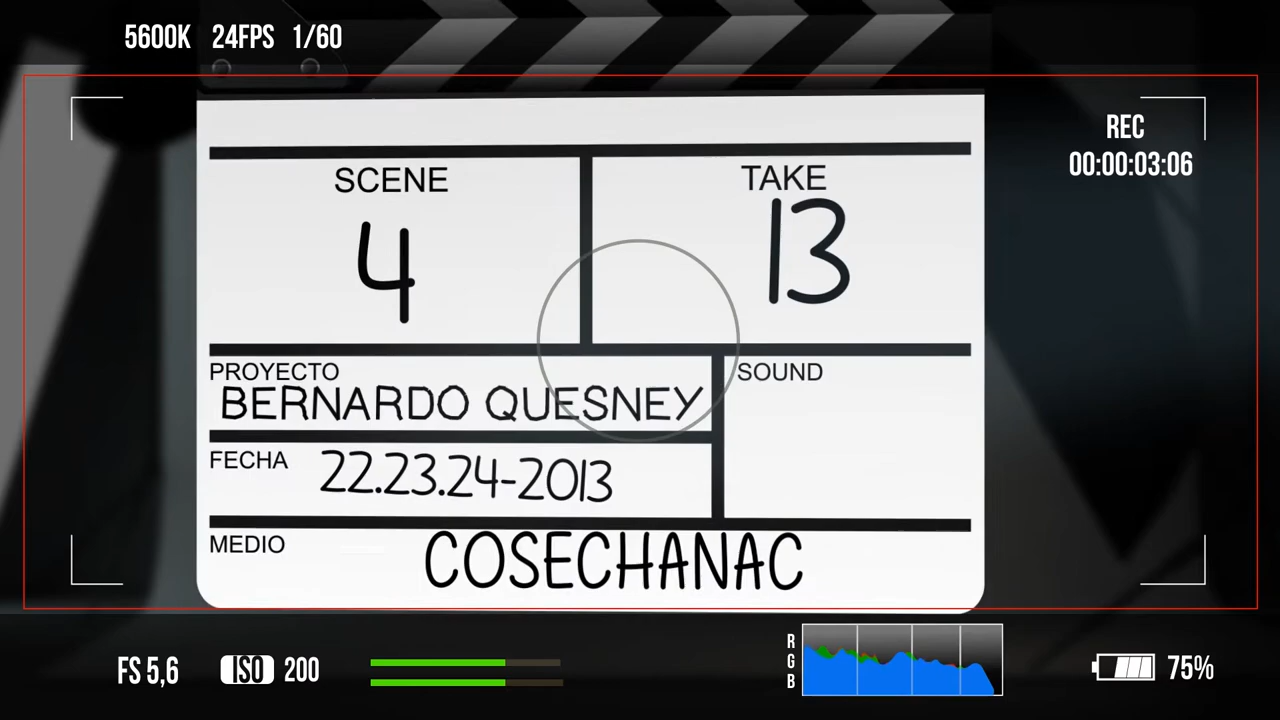 5600K 24FPS 1/60
REC
00:00:03:06
SCENE
4
TAKE
13
PROYECTO
BERNARDO QUESNEY
SOUND
FECHA 22.23.24-2013
MEDIO COSECHANAC
FS 5,6 ISO 200
R
G
B
75%